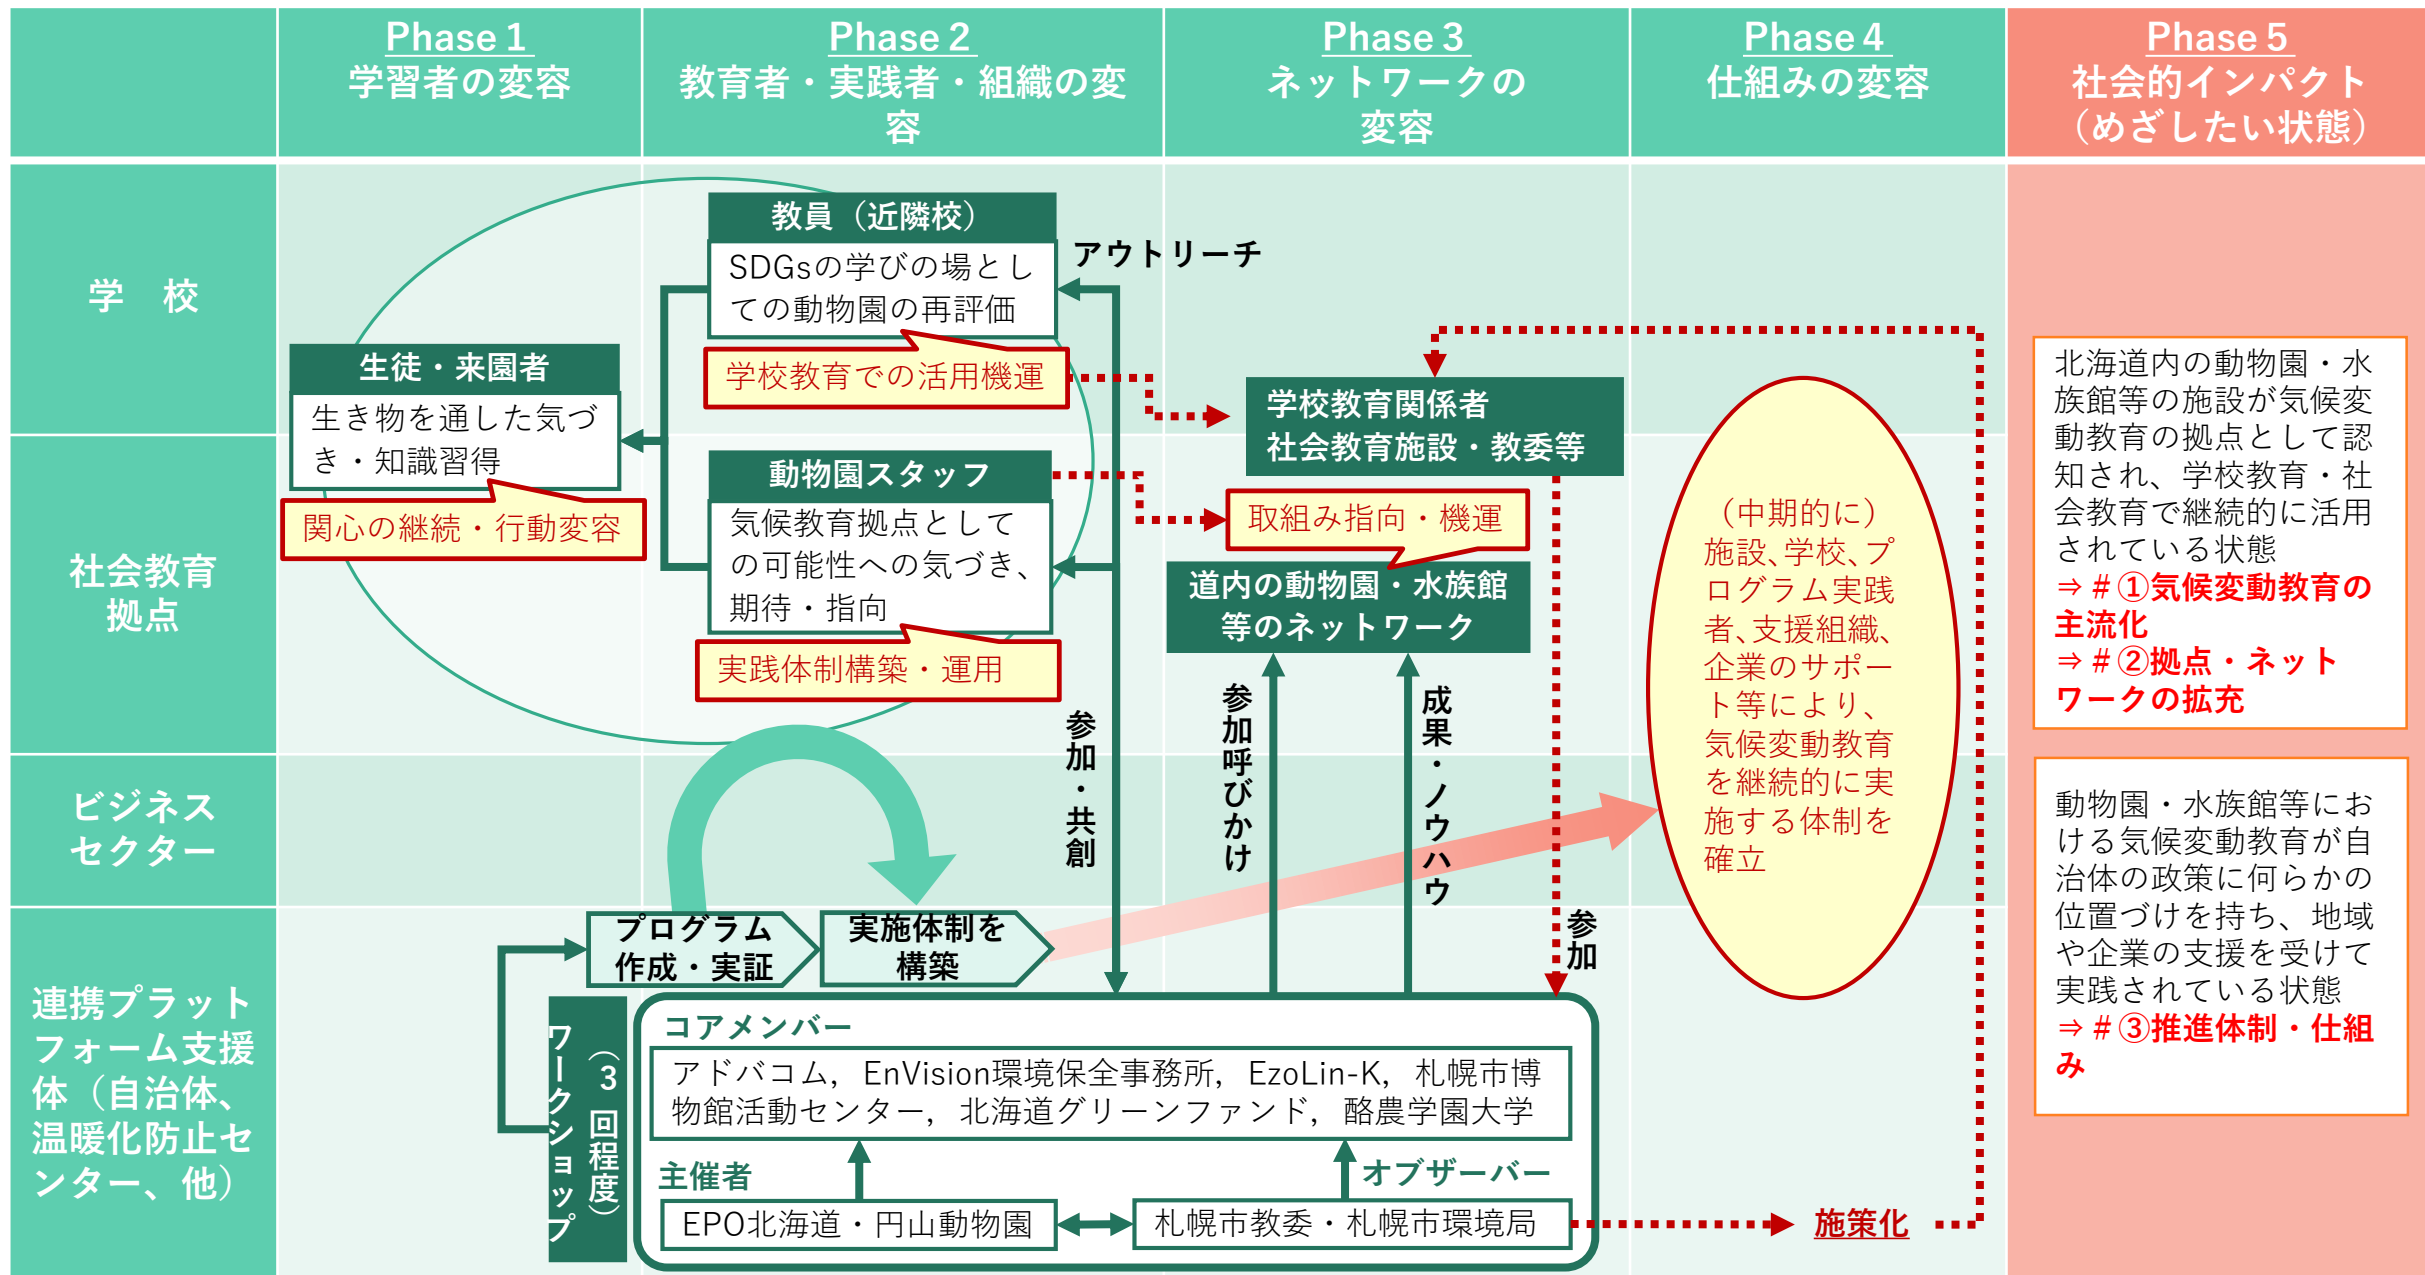 Phase 1
学習者の変容
Phase 2
教育者・実践者・組織の変
容
Phase 3
ネットワークの
変容
Phase 4
仕組みの変容
Phase 5
社会的インパクト
（めざしたい状態）
学　校
教員（近隣校）
SDGsの学びの場とし
ての動物園の再評価
学校教育での活用機運
アウトリーチ
生徒・来園者
生き物を通した気づ
き・知識習得
関心の継続・行動変容
学校教育関係者
社会教育施設・教委等
社会教育
拠点
動物園スタッフ
気候教育拠点として
の可能性への気づき、
期待・指向
実践体制構築・運用
取組み指向・機運
道内の動物園・水族館
等のネットワーク
参加・共創
参加呼びかけ
成果・ノウハウ
参加
（中期的に）
施設、学校、プ
ログラム実践
者、支援組織、
企業のサポー
ト等により、
気候変動教育
を継続的に実
施する体制を
確立
北海道内の動物園・水
族館等の施設が気候変
動教育の拠点として認
知され、学校教育・社
会教育で継続的に活用
されている状態
⇒＃①気候変動教育の
主流化
⇒＃②拠点・ネット
ワークの拡充
ビジネス
セクター
動物園・水族館等にお
ける気候変動教育が自
治体の政策に何らかの
位置づけを持ち、地域
や企業の支援を受けて
実践されている状態
⇒＃③推進体制・仕組
み
連携プラット
フォーム支援
体（自治体、
温暖化防止セ
ンター、他）
プログラム
作成・実証
実施体制を
構築
ワークショップ
（3回程度）
コアメンバー
アドバコム，EnVision環境保全事務所，EzoLin-K，札幌市博
物館活動センター，北海道グリーンファンド，酪農学園大学
主催者
オブザーバー
EPO北海道・円山動物園
札幌市教委・札幌市環境局
施策化